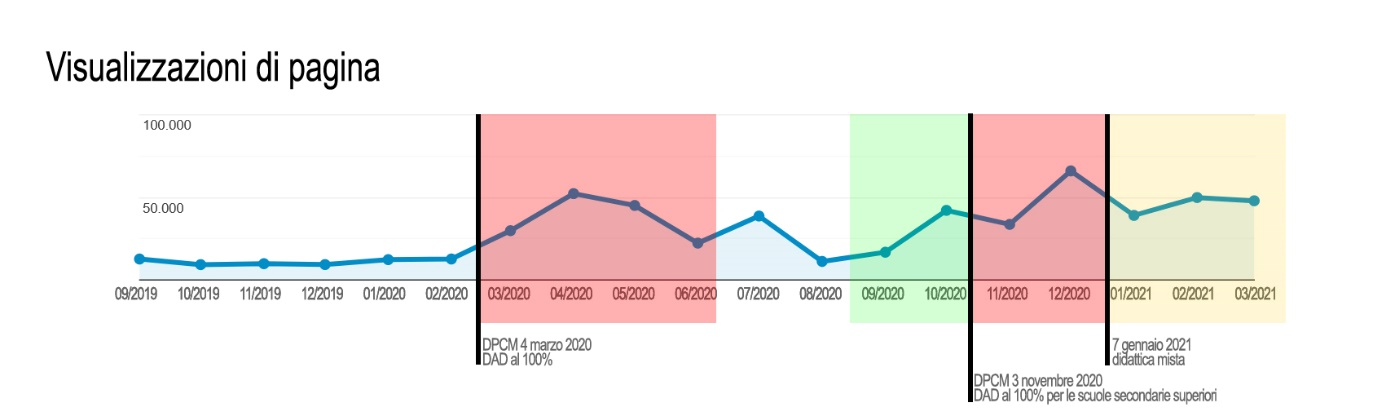 Visualizzazioni di pagina
100.000
50.000
09/2019 10/2019 11/2019 12/2019 01/2020 02/2020 03/2020 04/2020 05/2020 06/2020 07/2020 08/2020 09/2020 10/2020 11/2020 12/2020 01/2021 02/2021 03/2021
DPCM 4 marzo 2020
DAD al 100%
7 gennaio 2021
didattica mista
DPCM 3 novembre 2020
DAD al 100% per le scuole secondarie superiori